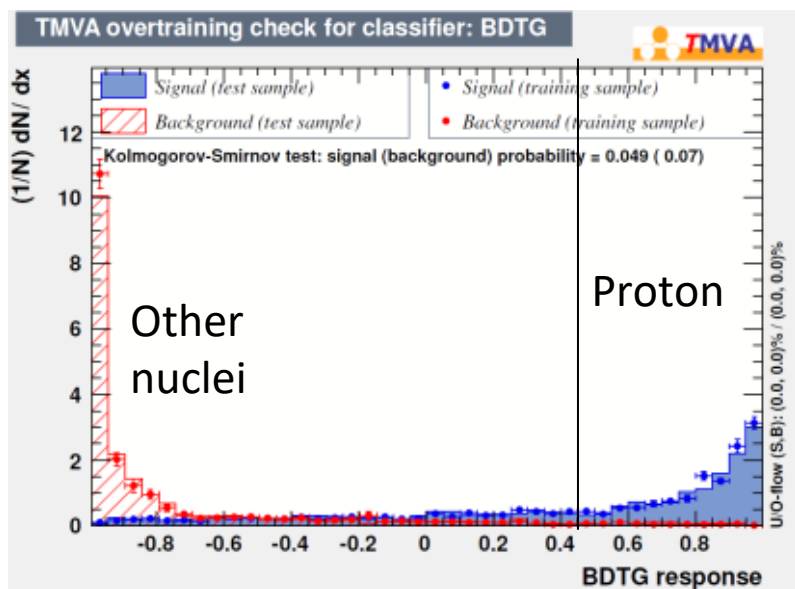 TMVA overtraining check for classifier: BDTG
TMVA
Signal (test sample)
Background (test sample)
Signal (training sample)
Background (training sample)
Kolmogorov-Smirnov test: signal (background) probability = 0.049 ( 0.07)
(1/N) dN/ dx
12
10
8
6
4
2
0
Other
nuclei
Proton
U/O-flow (S,B): (0.0, 0.0)% / (0.0, 0.0)%
-0.8 -0.6 -0.4 -0.2 0 0.2 0.4 0.6 0.8
BDTG response